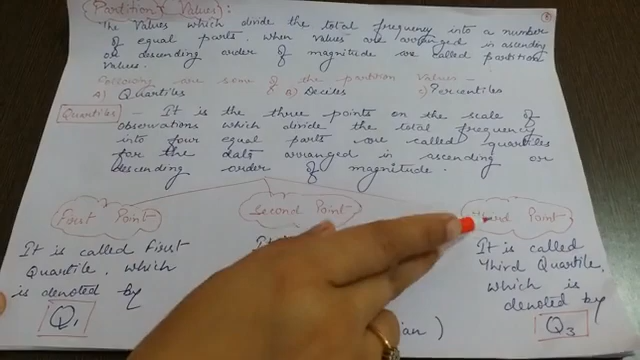 Partition (Values):
The Values which divide the total frequency into a number
of equal parts, when values are arranged in ascending
or descending order of magnitude are called partition
values.
Following are some of the partition Values -
A) Quartiles B) Deciles C) Percentiles
Quartiles - It is the three points on the scale of
observations which divide the total frequency
into four equal parts are called quartiles
for the data arranged in ascending or
descending order of magnitude.
First Point
Second Point
Third Point
It is called first
Quartile, which
is denoted by
Q1
It is called
Third Quartile,
which is
denoted by
Q3